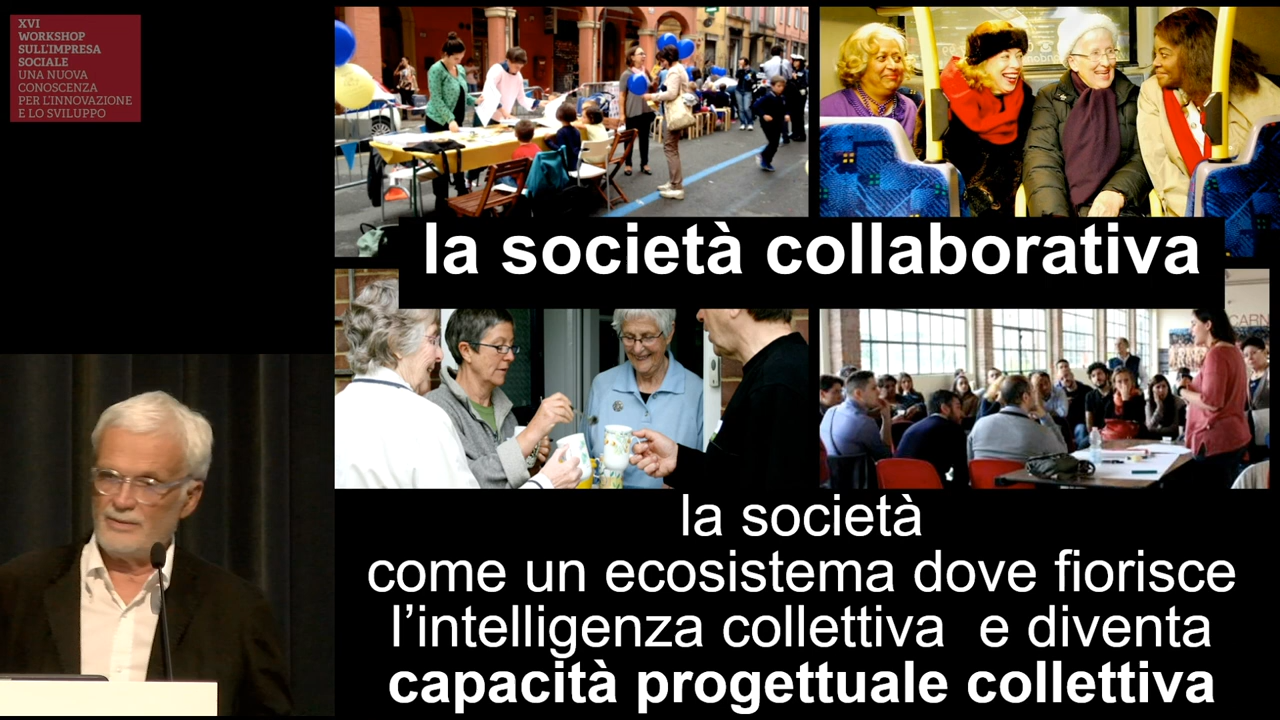 XVI
WORKSHOP
SULL'IMPRESA
SOCIALE
UNA NUOVA
CONOSCENZA
PER L'INNOVAZIONE
E LO SVILUPPO
la società collaborativa
CARN
la società
come un ecosistema dove fiorisce
l'intelligenza collettiva e diventa
capacità progettuale collettiva